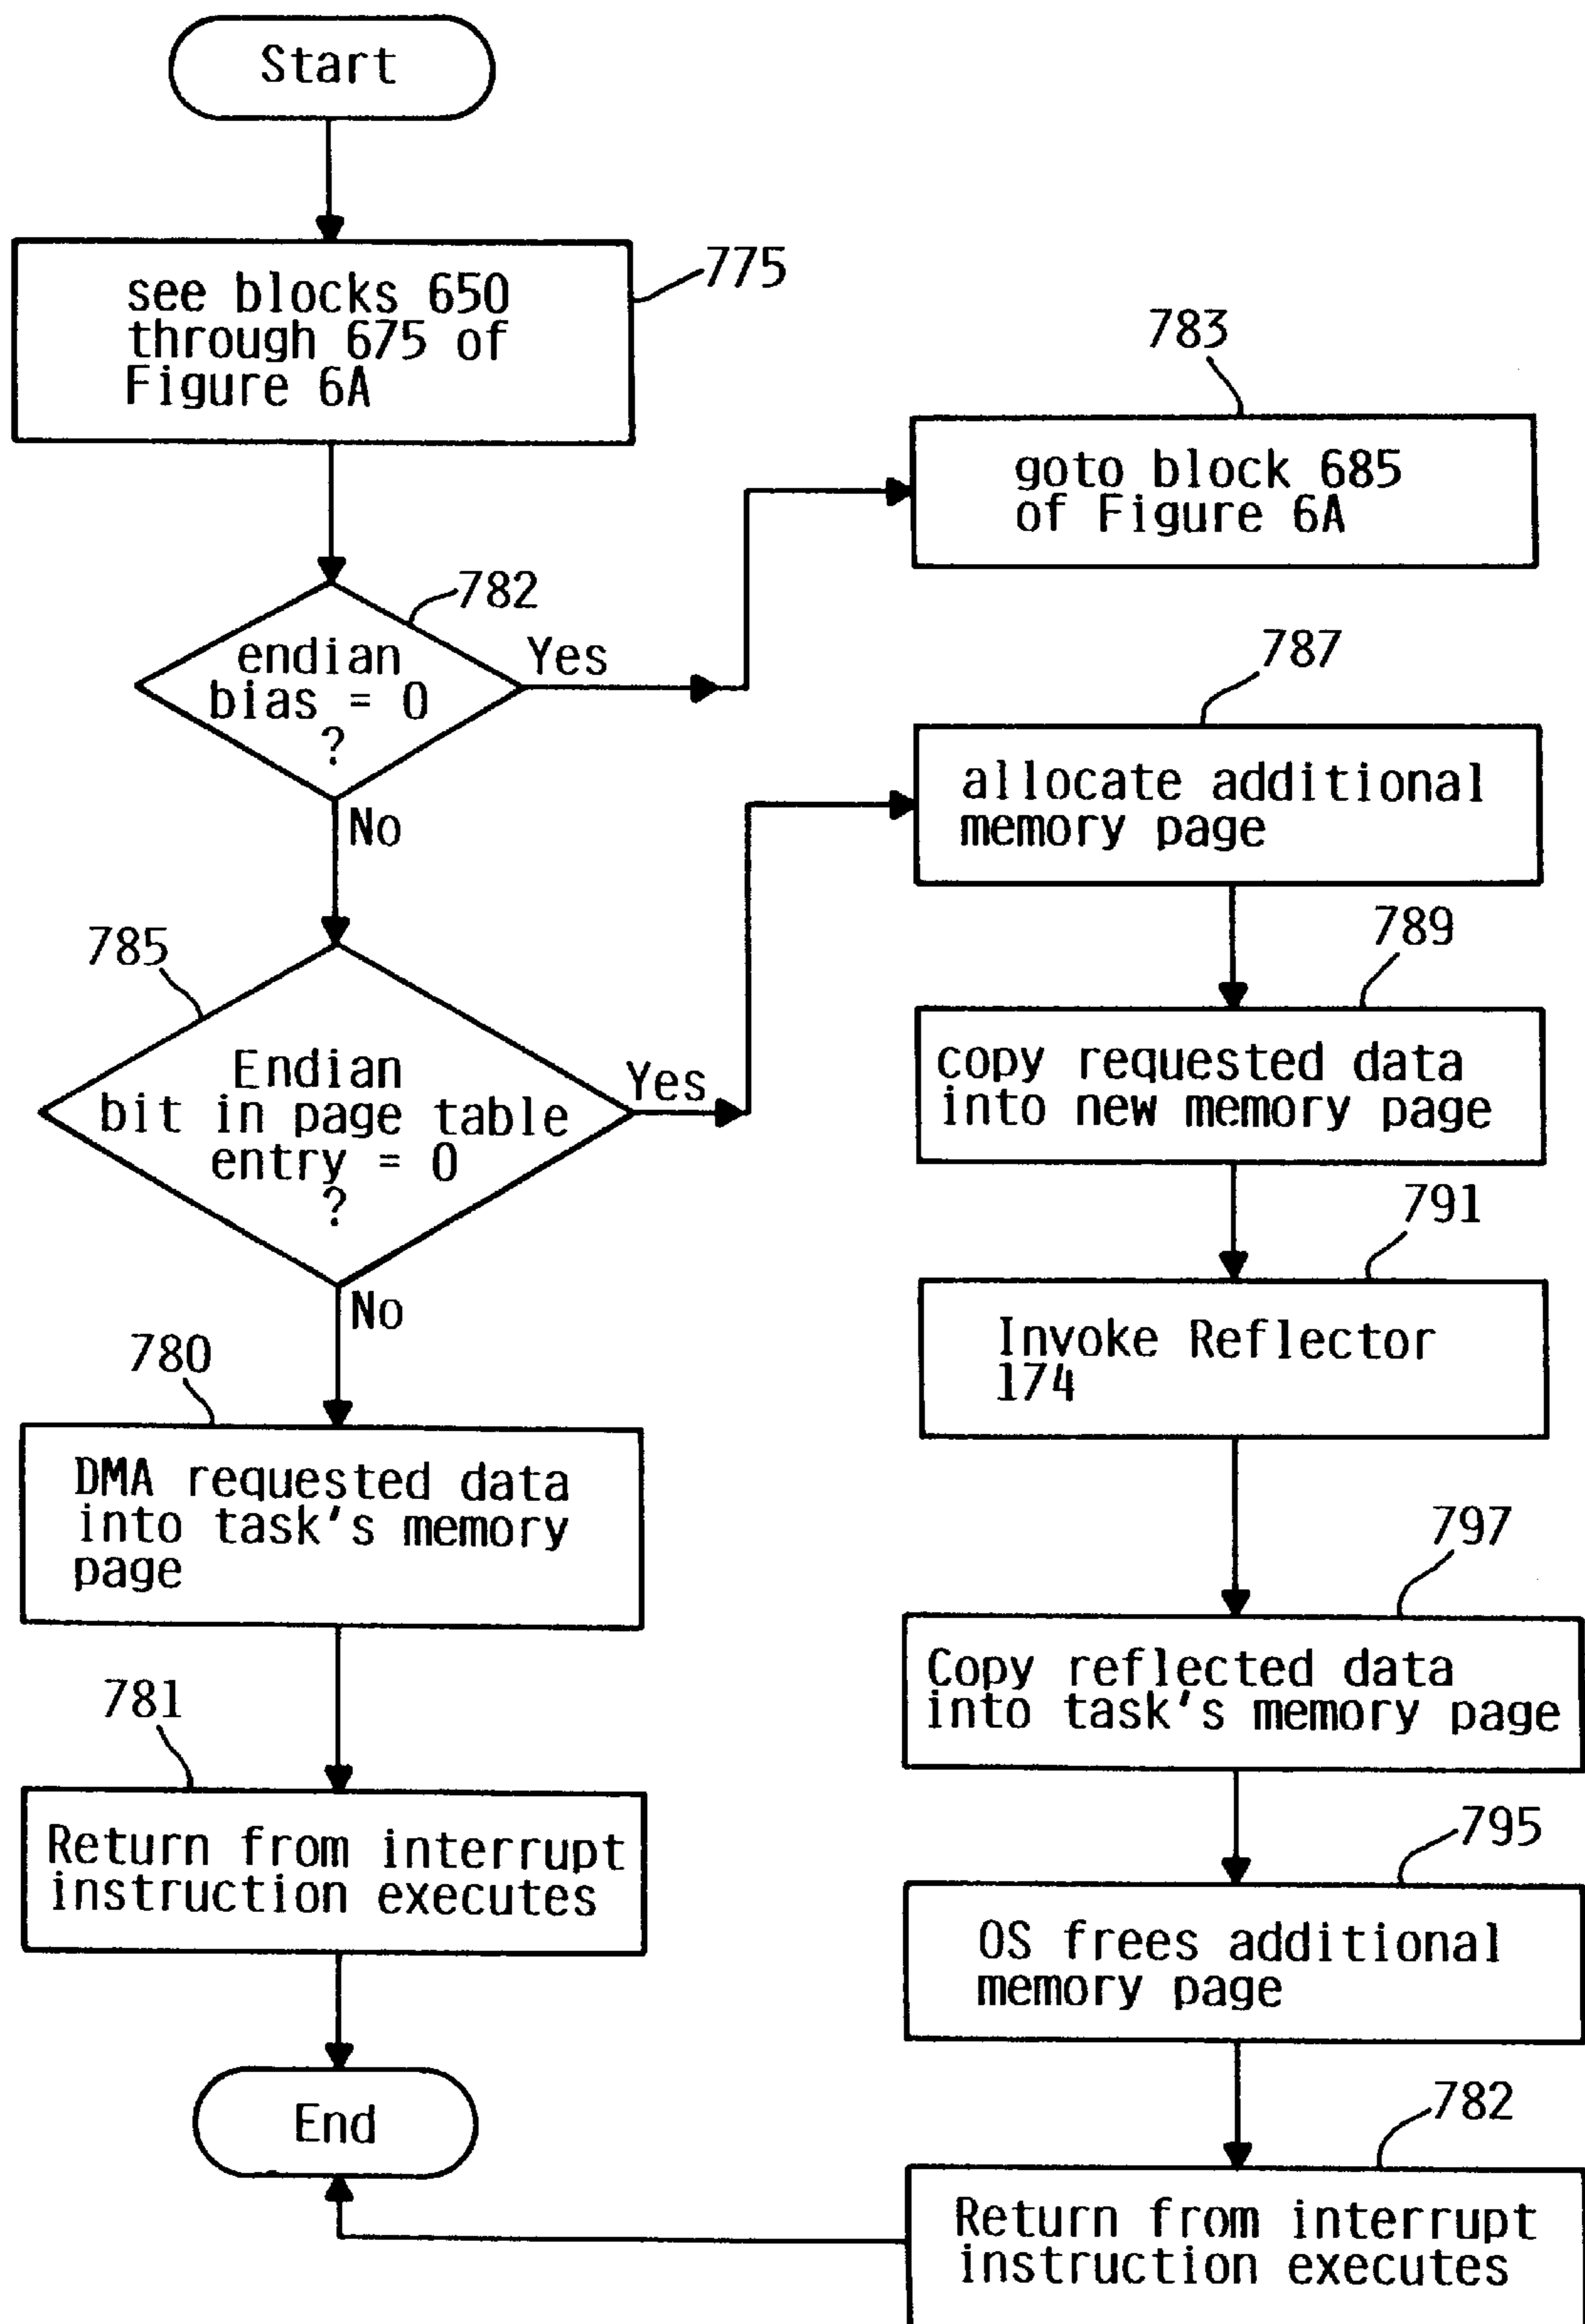 Start
775
see blocks 650
through 675 of
Figure 6A
783
goto block 685
of Figure 6A
782
endian
bias = 0
?
Yes
No
787
allocate additional
memory page
785
Endian
bit in page table
entry = 0
?
Yes
No
789
copy requested data
into new memory page
791
Invoke Reflector
174
780
DMA requested data
into task's memory
page
797
Copy reflected data
into task's memory page
781
Return from interrupt
instruction executes
795
OS frees additional
memory page
End
782
Return from interrupt
instruction executes